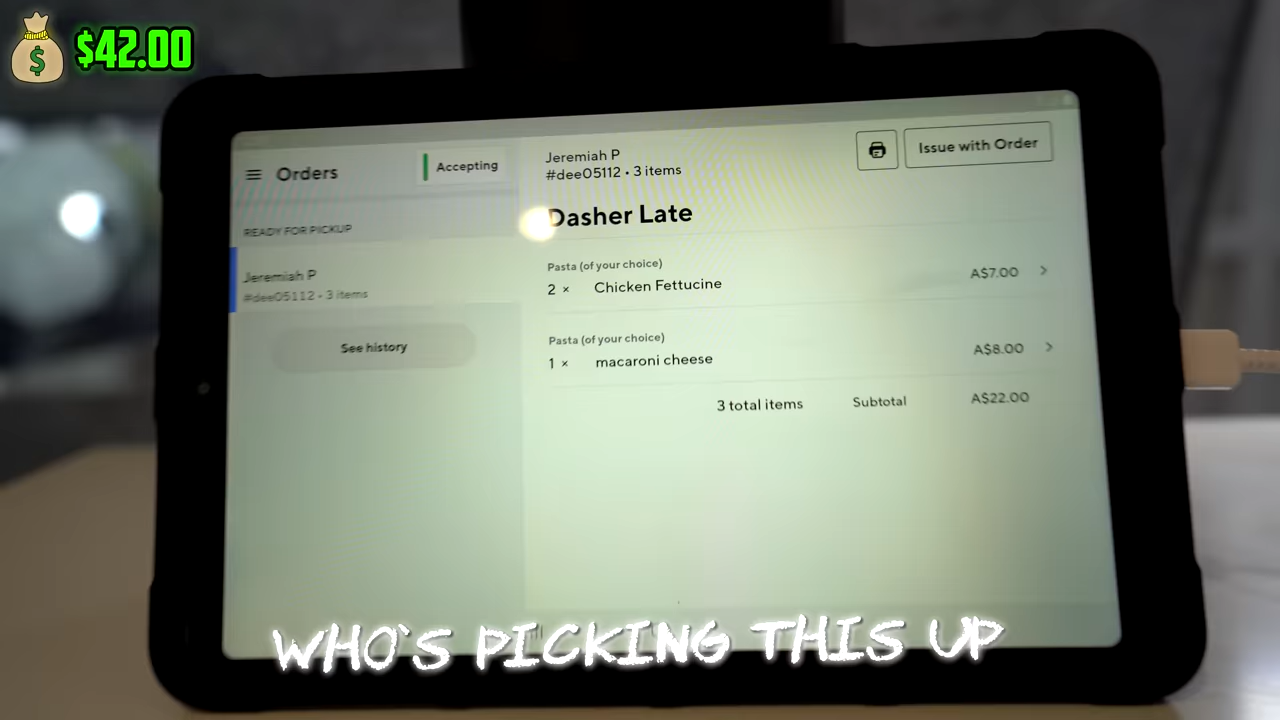 $42.00
Orders
Accepting
READY FOR PICKUP
Jeremiah P
#dee05112 • 3 items
See history
Jeremiah P
#dee05112 • 3 items
Issue with Order
Dasher Late
Pasta (of your choice)
2 × Chicken Fettucine A$7.00
Pasta (of your choice)
1 × macaroni cheese A$8.00
3 total items Subtotal A$22.00
WHO'S PICKING THIS UP